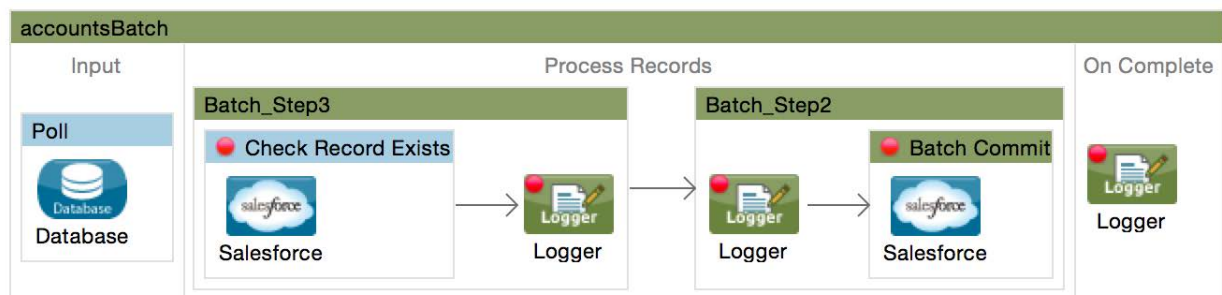 accountsBatch
Input
Process Records
On Complete
Batch_Step3
Batch_Step2
Poll
Check Record Exists
Batch Commit
Database
Database
salesforce
Salesforce
Logger
Logger
Logger
Logger
salesforce
Salesforce
Logger
Logger